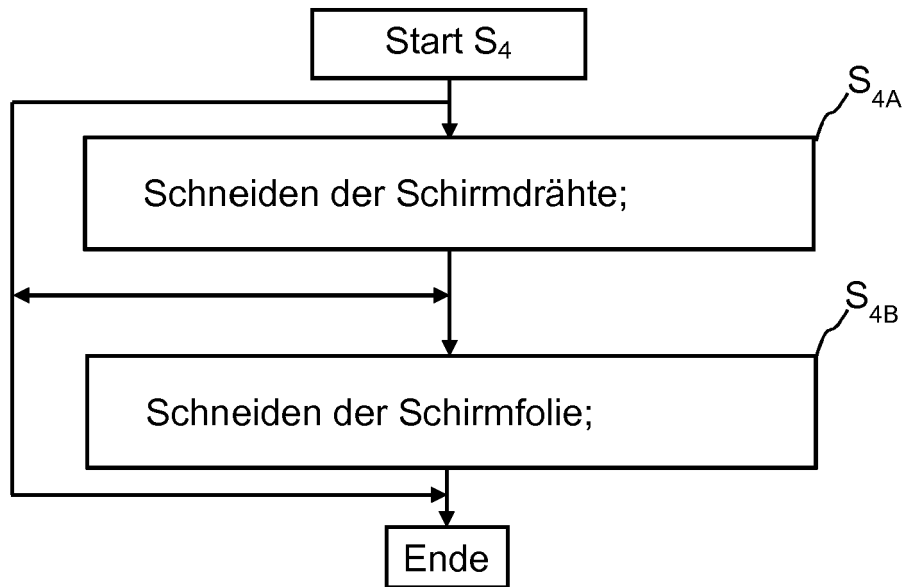 Start S₄
S₄A
Schneiden der Schirmdrähte;
S₄B
Schneiden der Schirmfolie;
Ende